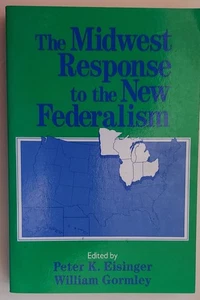 The Midwest
Response
to the New
Federalism
Edited by
Peter K. Eisinger
William Gormley